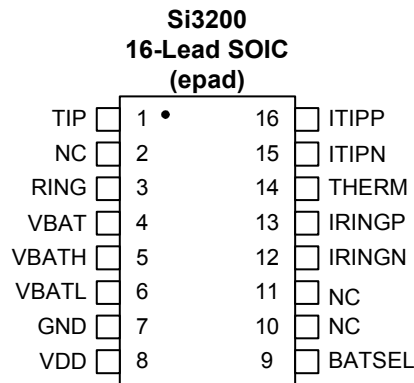 Si3200
16-Lead SOIC
(epad)
TIP 1 16 ITIPP
NC 2 15 ITIPN
RING 3 14 THERM
VBAT 4 13 IRINGP
VBATH 5 12 IRINGN
VBATL 6 11 NC
GND 7 10 NC
VDD 8 9 BATSEL